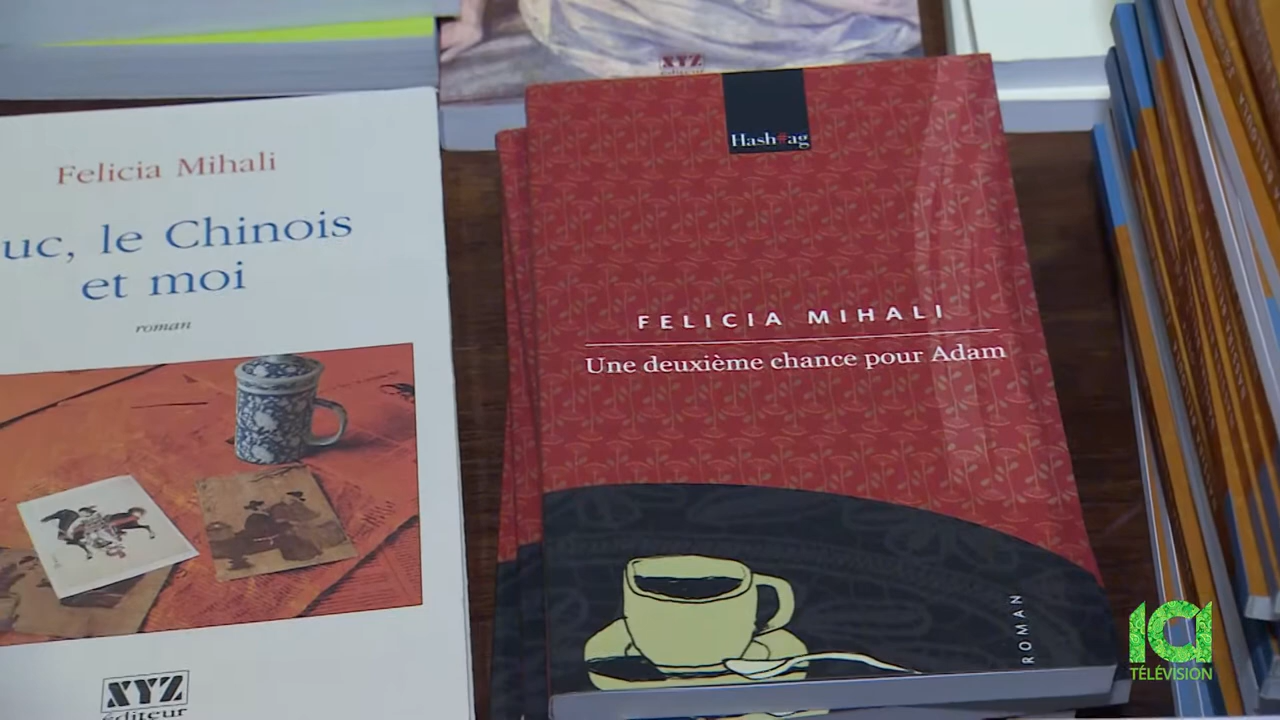 Felicia Mihali
uc, le Chinois
et moi
roman
XYZ
éditeur
XYZ
éditeur
Hash#ag
FELICIA MIHALI
Une deuxième chance pour Adam
ROMAN
ICI
TÉLÉVISION